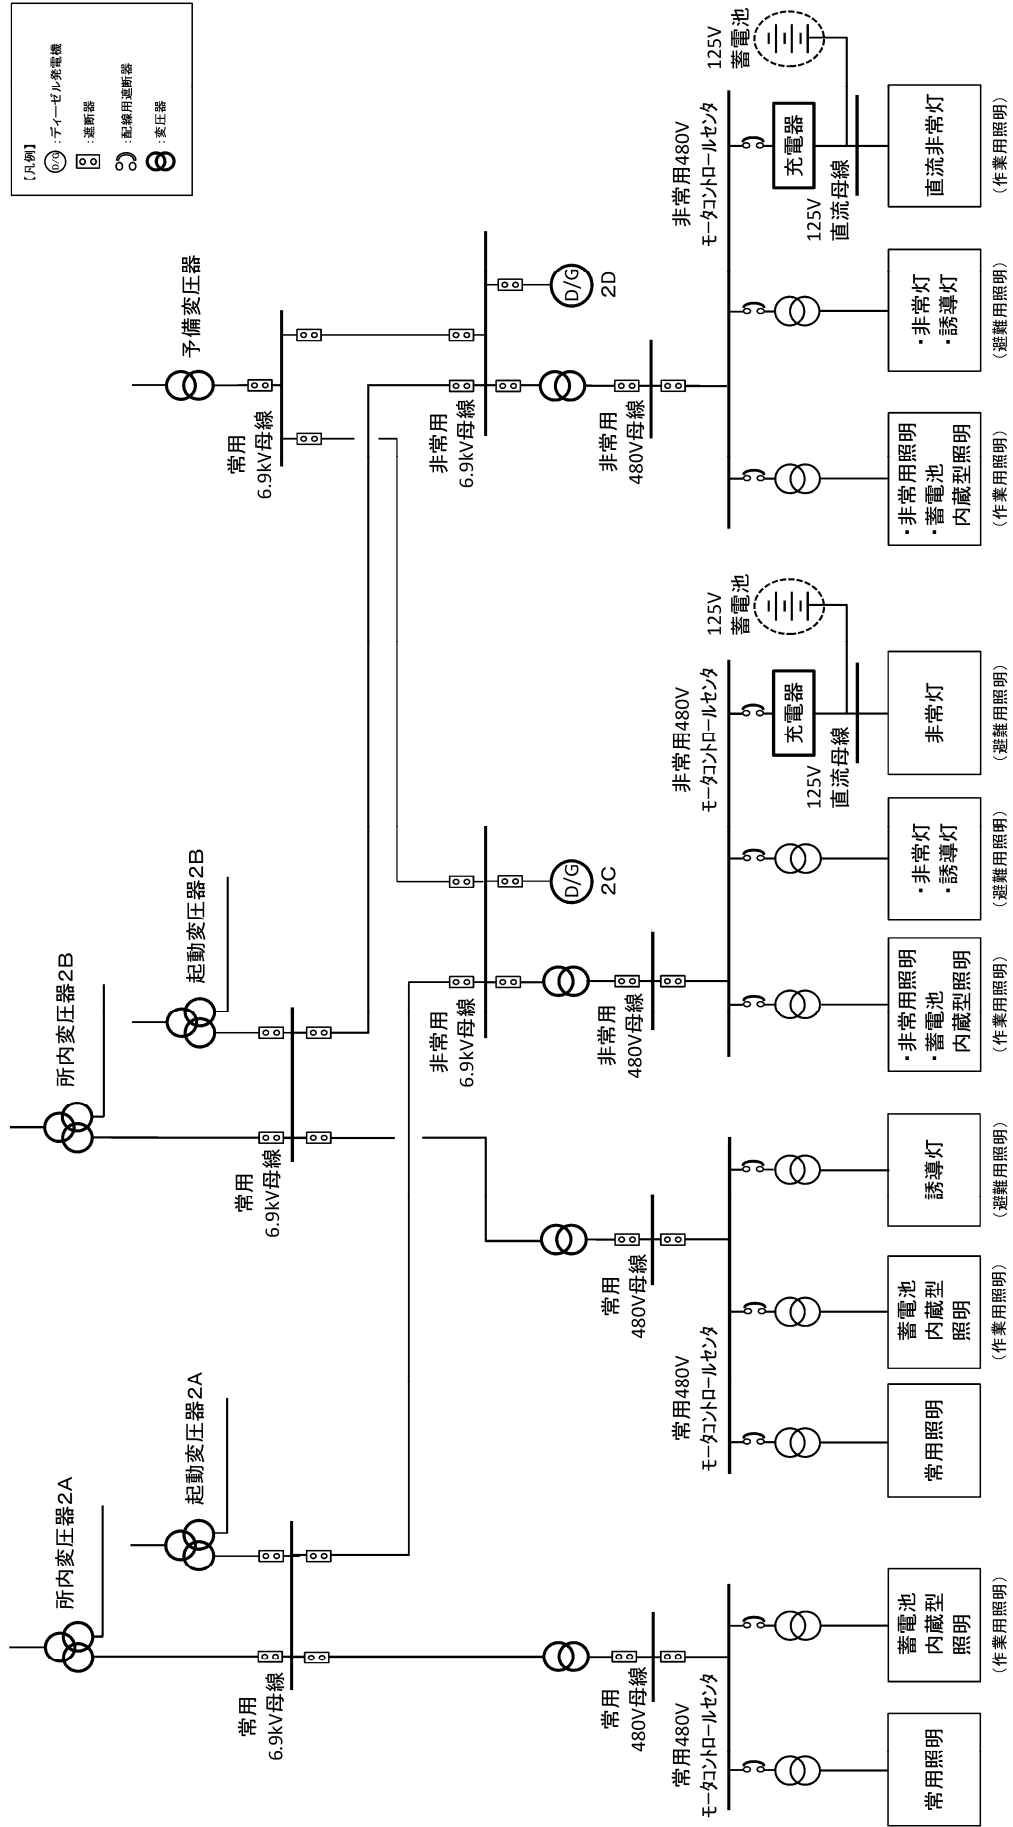 【凡例】
D/G :ディーゼル発電機
:遮断器
:配線用遮断器
:変圧器
所内変圧器2A
起動変圧器2A
所内変圧器2B
起動変圧器2B
予備変圧器
常用
6.9kV母線
常用
6.9kV母線
常用
6.9kV母線
非常用
6.9kV母線
D/G
2C
非常用
6.9kV母線
D/G
2D
常用
480V母線
常用
480V母線
非常用
480V母線
非常用
480V母線
常用480V
モータコントロールセンタ
常用480V
モータコントロールセンタ
非常用480V
モータコントロールセンタ
非常用480V
モータコントロールセンタ
充電器
125V
蓄電池
125V
直流母線
充電器
125V
蓄電池
125V
直流母線
常用照明
蓄電池
内蔵型
照明
(作業用照明)
常用照明
蓄電池
内蔵型
照明
(作業用照明)
誘導灯
(避難用照明)
・非常用照明
・蓄電池
内蔵型照明
(作業用照明)
・非常灯
・誘導灯
(避難用照明)
非常灯
(避難用照明)
・非常用照明
・蓄電池
内蔵型照明
(作業用照明)
・非常灯
・誘導灯
(避難用照明)
直流非常灯
(作業用照明)